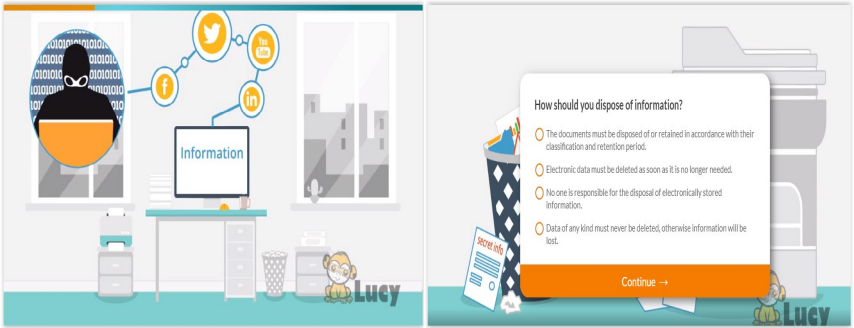 You
Tube
in
Information
Lucy
How should you dispose of information?
The documents must be disposed of or retained in accordance with their
classification and retention period.
Electronic data must be deleted as soon as it is no longer needed.
No one is responsible for the disposal of electronically stored
information.
Data of any kind must never be deleted, otherwise information will be
lost.
secret info
Continue →
Lucy